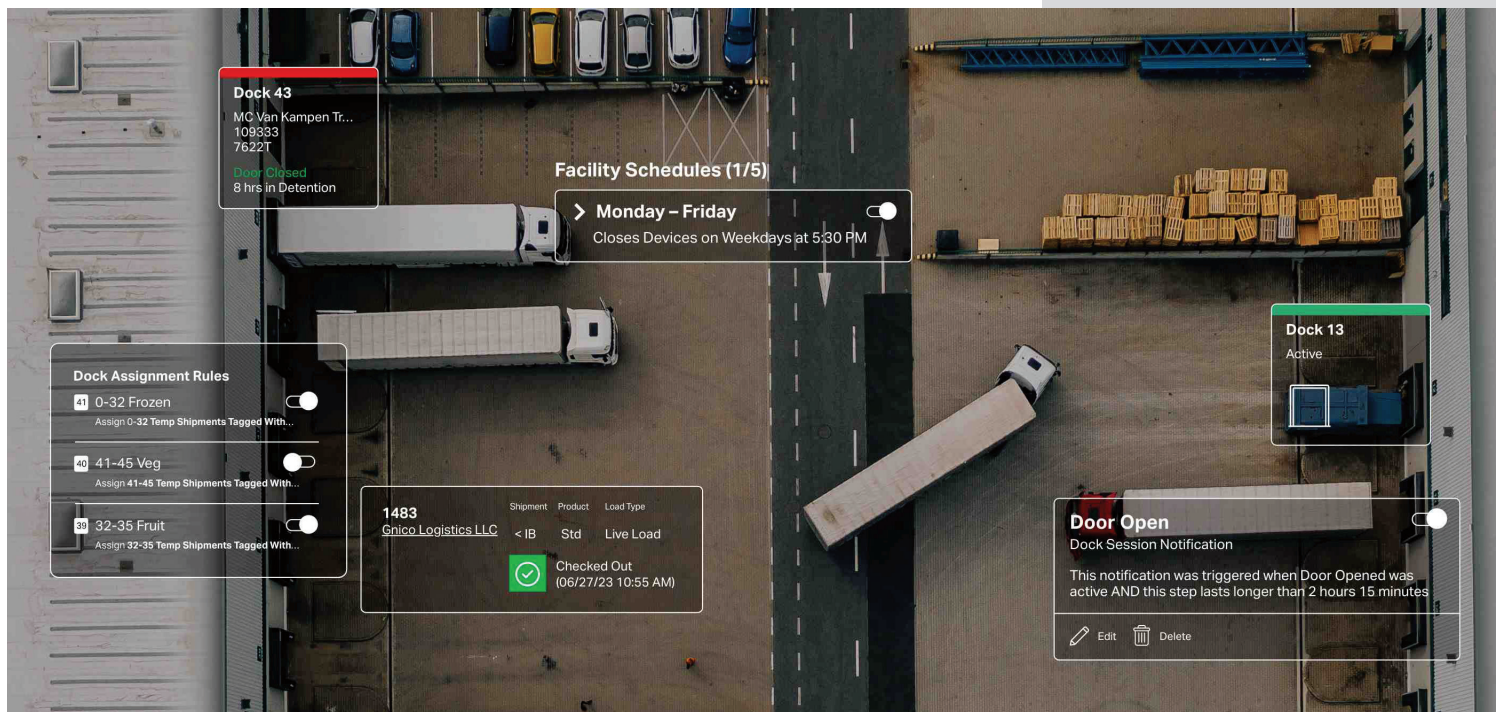 Dock 43
MC Van Kampen Tr...
109333
7622T
Door Closed
8 hrs in Detention
Facility Schedules (1/5)
Monday – Friday
Closes Devices on Weekdays at 5:30 PM
Dock 13
Active
Dock Assignment Rules
41 0-32 Frozen
Assign 0-32 Temp Shipments Tagged With...
40 41-45 Veg
Assign 41-45 Temp Shipments Tagged With...
39 32-35 Fruit
Assign 32-35 Temp Shipments Tagged With...
1483
Gnico Logistics LLC
Shipment Product Load Type
< IB Std Live Load
Checked Out
(06/27/23 10:55 AM)
Door Open
Dock Session Notification
This notification was triggered when Door Opened was
active AND this step lasts longer than 2 hours 15 minutes
Edit Delete